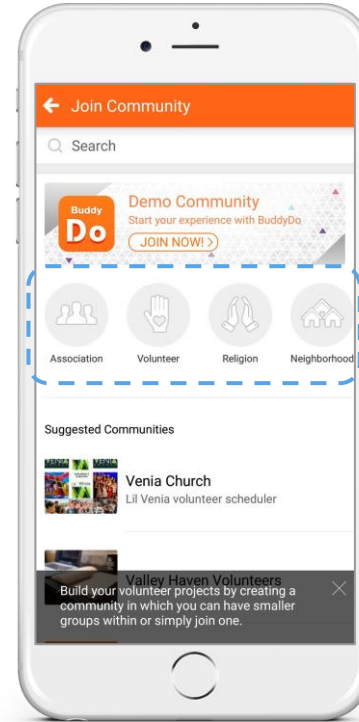 Join Community
Search
Buddy
Do
Demo Community
Start your experience with BuddyDo
JOIN NOW! >
Association
Volunteer
Religion
Neighborhood
Suggested Communities
Venia Church
Lil Venia volunteer scheduler
Valley Haven Volunteers
Build your volunteer projects by creating a
community in which you can have smaller
groups within or simply join one.